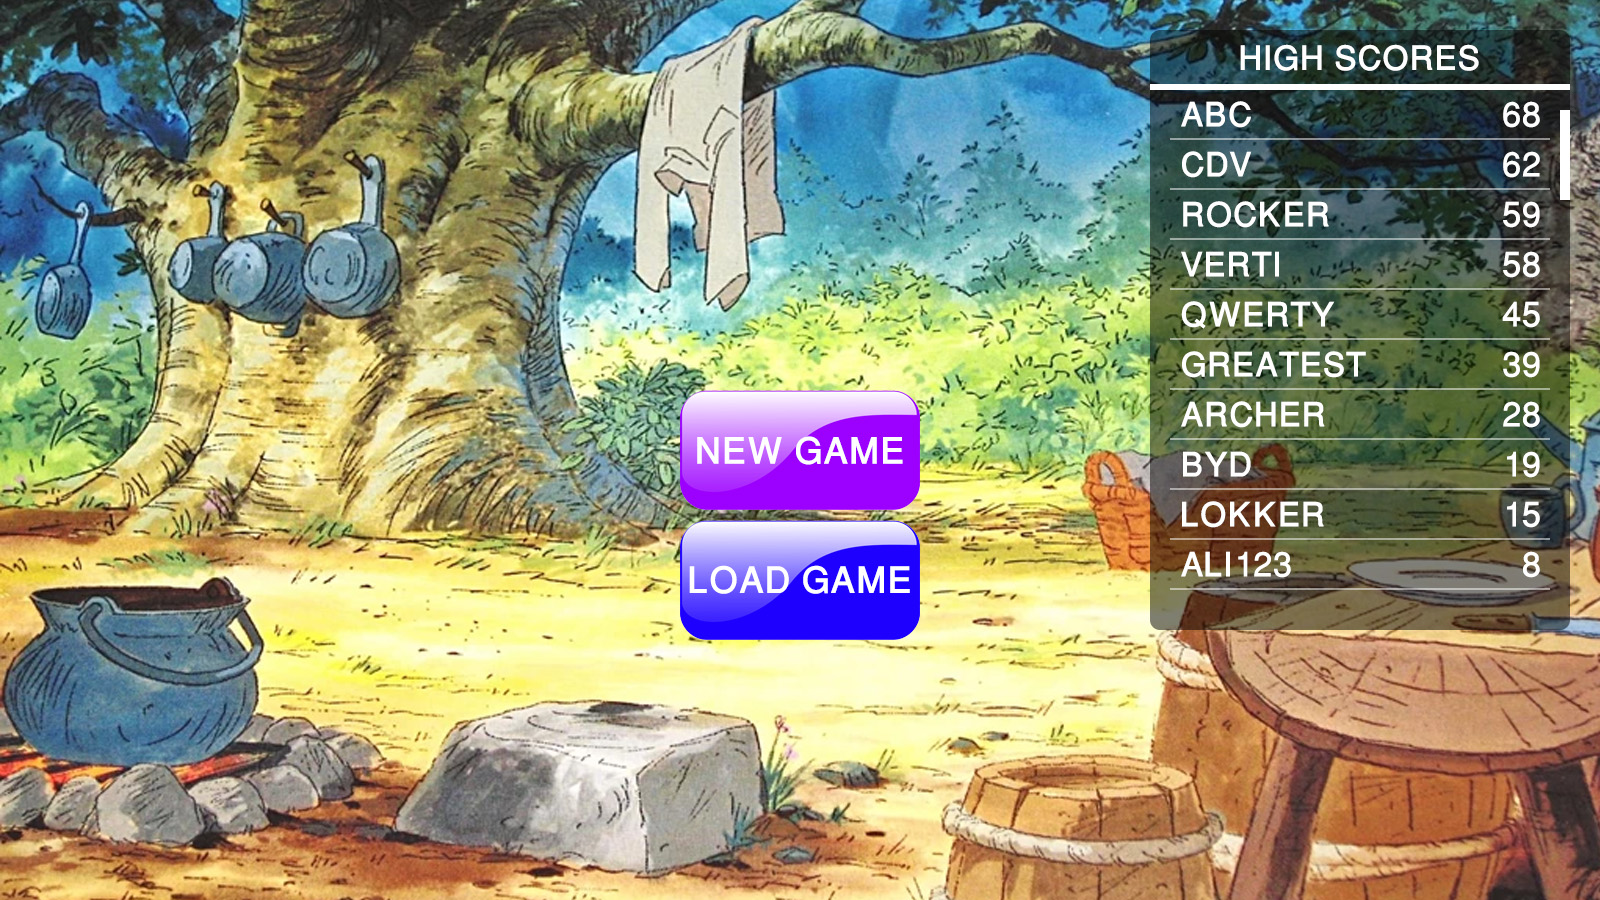 HIGH SCORES
ABC 68
CDV 62
ROCKER 59
VERTI 58
QWERTY 45
GREATEST 39
ARCHER 28
BYD 19
LOKKER 15
ALI123 8
NEW GAME
LOAD GAME